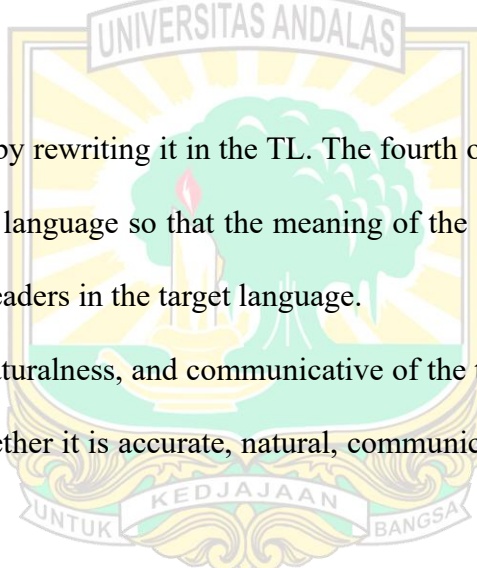 UNIVERSITAS ANDALAS
by rewriting it in the TL. The fourth
language so that the meaning of the
eaders in the target language.
aturalness, and communicative of the
ether it is accurate, natural, communic
KEDJAJAAN
UNTUK BANGSA